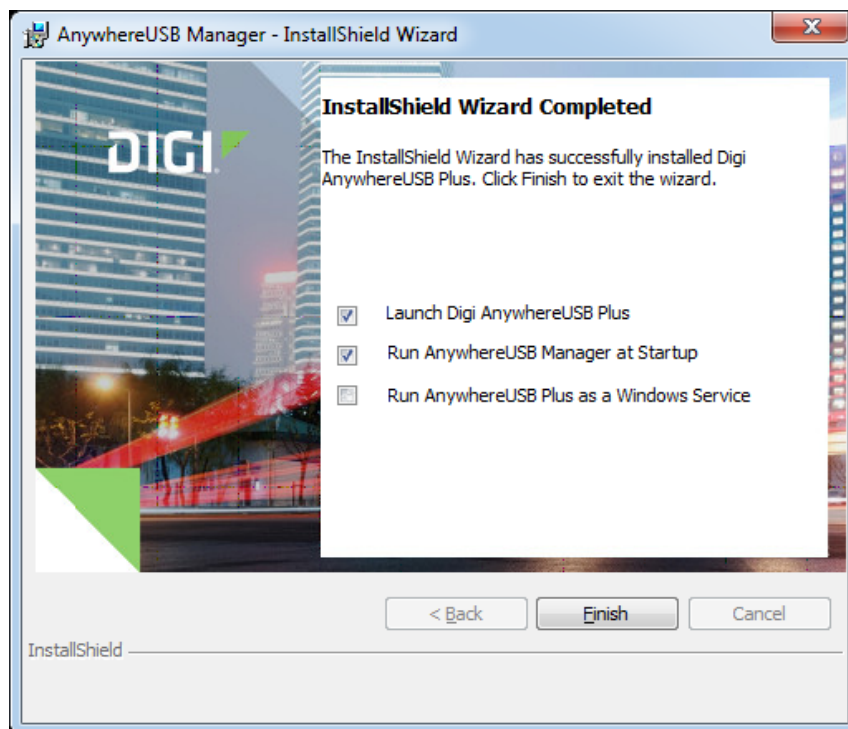 AnywhereUSB Manager - InstallShield Wizard
DIGI
InstallShield Wizard Completed
The InstallShield Wizard has successfully installed Digi
AnywhereUSB Plus. Click Finish to exit the wizard.
Launch Digi AnywhereUSB Plus
Run AnywhereUSB Manager at Startup
Run AnywhereUSB Plus as a Windows Service
< Back
Finish
Cancel
InstallShield